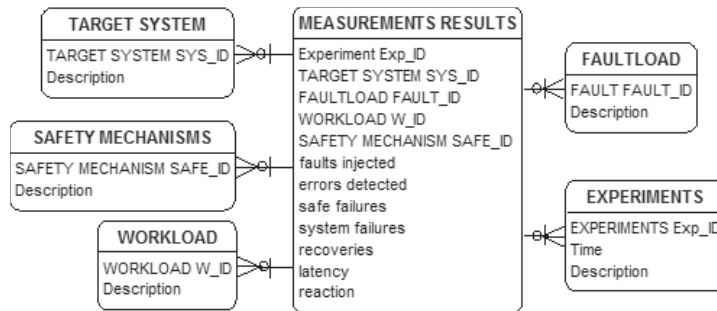 TARGET SYSTEM
TARGET SYSTEM SYS_ID
Description
SAFETY MECHANISMS
SAFETY MECHANISM SAFE_ID
Description
WORKLOAD
WORKLOAD W_ID
Description
MEASUREMENTS RESULTS
Experiment Exp_ID
TARGET SYSTEM SYS_ID
FAULTLOAD FAULT_ID
WORKLOAD W_ID
SAFETY MECHANISM SAFE_ID
faults injected
errors detected
safe failures
system failures
recoveries
latency
reaction
FAULTLOAD
FAULT FAULT_ID
Description
EXPERIMENTS
EXPERIMENTS Exp_ID
Time
Description